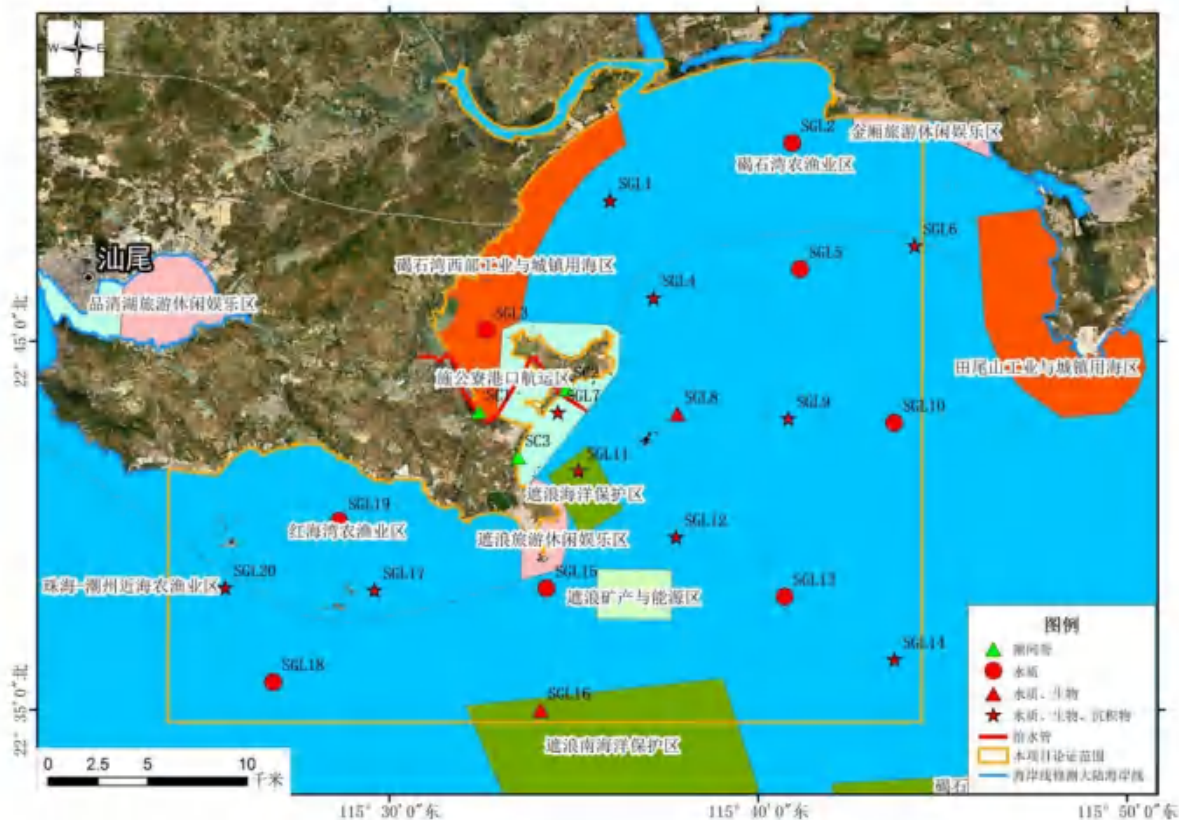 N
W E
S
SGL2
金厢旅游休闲娱乐区
碣石湾农渔业区
SGL1
SGL6
汕尾
碣石湾西部工业与城镇用海区
SGL5
品清湖旅游休闲娱乐区
SGL4
SGL3
施公寮港口航运区
田尾山工业与城镇用海区
SGL7
SGL8
SGL9
SGL10
SC3
SGL11
遮浪海洋保护区
SGL19
红海湾农渔业区
遮浪旅游休闲娱乐区
SGL12
珠海-潮州近海农渔业区
SGL20
SGL17
SGL15
遮浪矿产与能源区
SGL13
SGL14
SGL18
SGL16
遮浪南海洋保护区
碣石
图例
潮间带
水质
水质、生物
水质、生物、沉积物
给水管
本项目论证范围
海岸线修测大陆海岸线
0 2.5 5 10
千米
22° 45′ 0″北
22° 35′ 0″北
115° 30′ 0″东
115° 40′ 0″东
115° 50′ 0″东